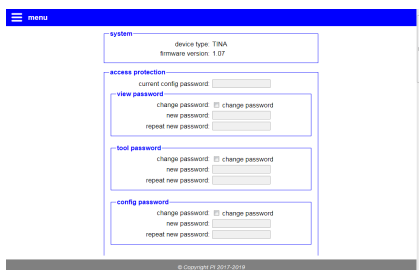 menu
system
device type: TINA
firmware version: 1.07
access protection
current config password:
view password
change password: change password
new password:
repeat new password:
tool password
change password: change password
new password:
repeat new password:
config password
change password: change password
new password:
repeat new password:
© Copyright PI 2017-2019